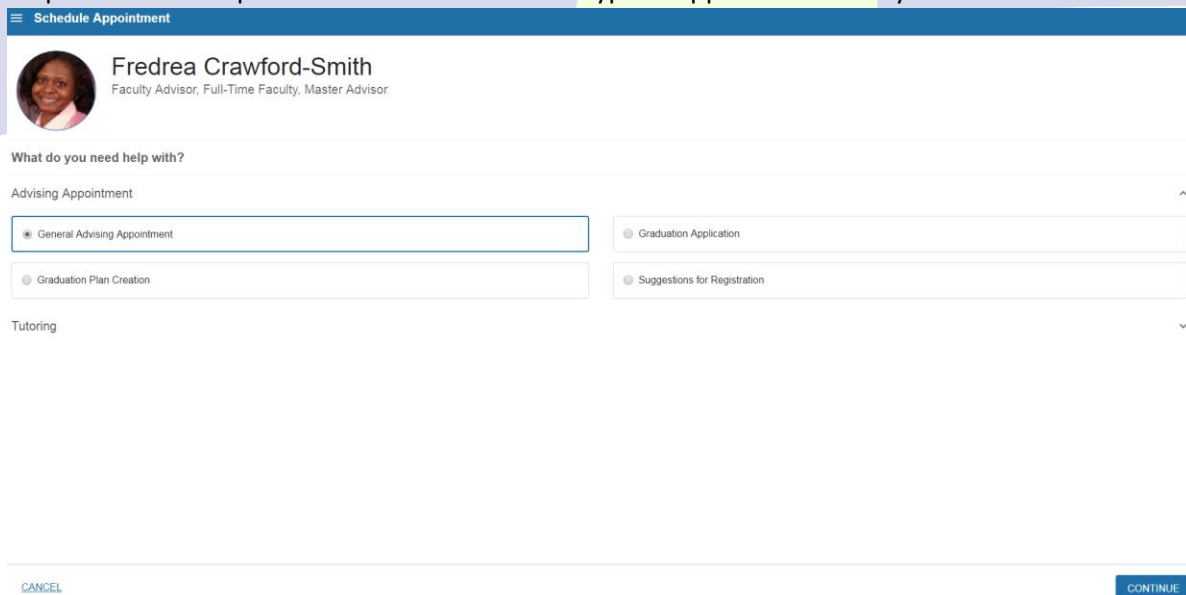 Schedule Appointment
Fredrea Crawford-Smith
Faculty Advisor, Full-Time Faculty, Master Advisor
What do you need help with?
Advising Appointment
General Advising Appointment
Graduation Application
Graduation Plan Creation
Suggestions for Registration
Tutoring
CANCEL
CONTINUE